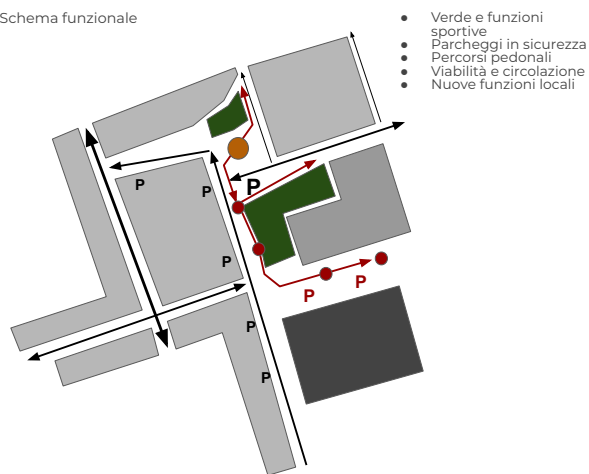 Schema funzionale
● Verde e funzioni
sportive
● Parcheggi in sicurezza
● Percorsi pedonali
● Viabilità e circolazione
● Nuove funzioni locali
P
P
P
P
P
P
P
P